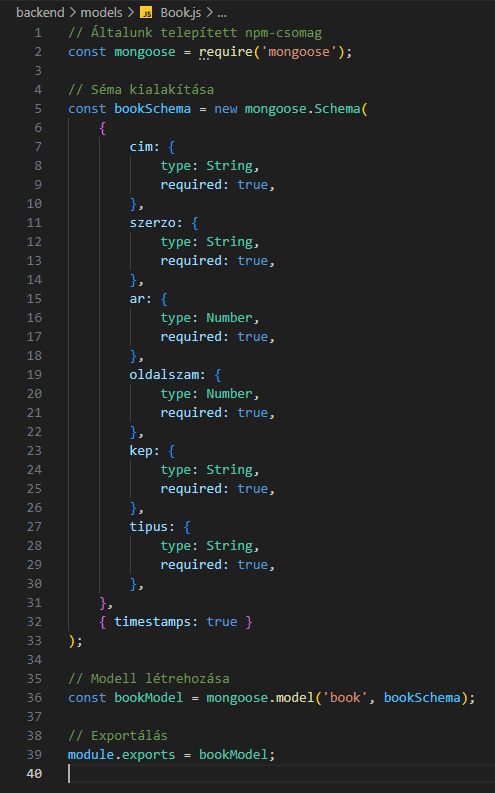 backend > models > JS Book.js > ...
1 // Általunk telepített npm-csomag
2 const mongoose = require('mongoose');
3
4 // Séma kialakítása
5 const bookSchema = new mongoose.Schema(
6     {
7         cim: {
8             type: String,
9             required: true,
10         },
11         szerzo: {
12             type: String,
13             required: true,
14         },
15         ar: {
16             type: Number,
17             required: true,
18         },
19         oldalszam: {
20             type: Number,
21             required: true,
22         },
23         kep: {
24             type: String,
25             required: true,
26         },
27         tipus: {
28             type: String,
29             required: true,
30         },
31     },
32     { timestamps: true }
33 );
34
35 // Modell létrehozása
36 const bookModel = mongoose.model('book', bookSchema);
37
38 // Exportálás
39 module.exports = bookModel;
40